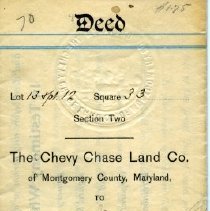 70
Deed
Lot 13 & pt. 12 Square 33
Section Two
The Chevy Chase Land Co.
of Montgomery County, Maryland,
TO